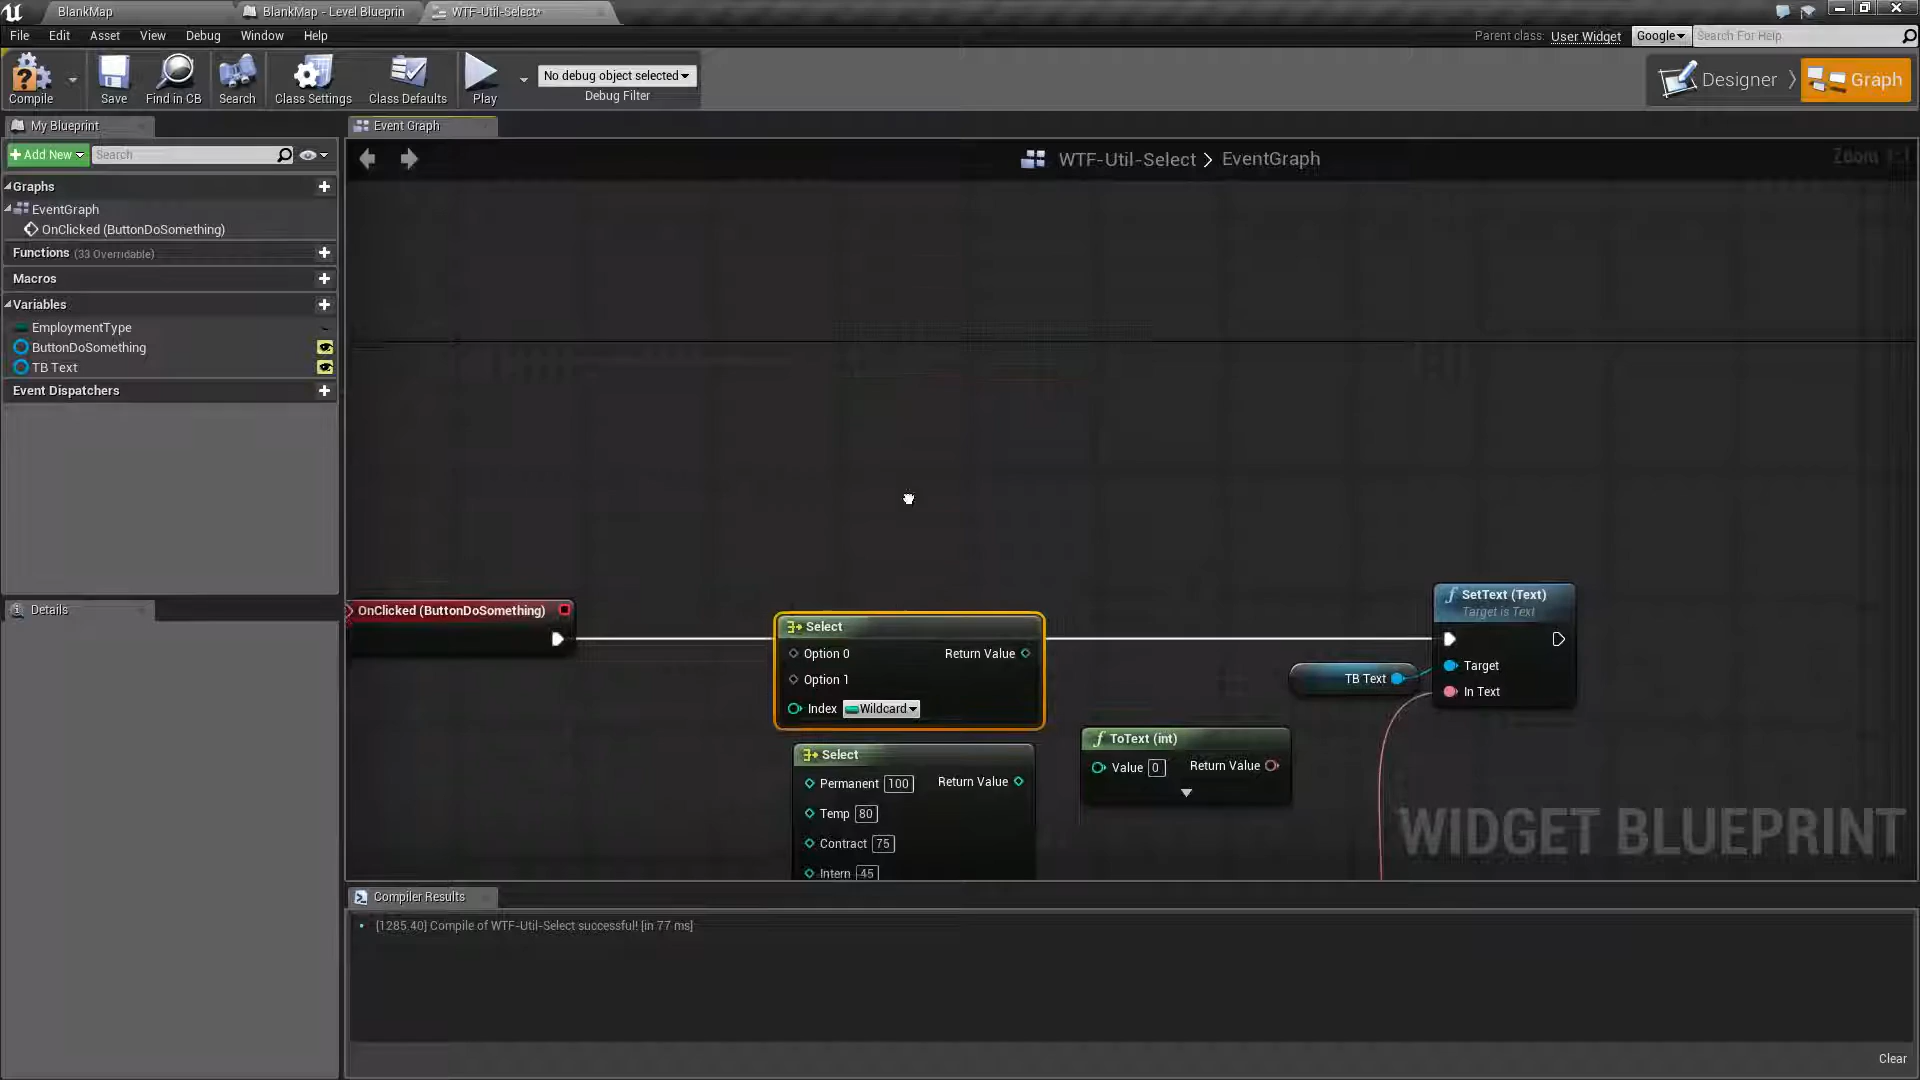 BlankMap
BlankMap - Level Blueprin
WTF-Util-Select*
File Edit Asset View Debug Window Help
Parent class: User Widget Google Search For Help
Compile
Save
Find in CB
Search
Class Settings
Class Defaults
Play
No debug object selected
Debug Filter
Designer
Graph
My Blueprint
Add New
Search
Graphs
EventGraph
OnClicked (ButtonDoSomething)
Functions (33 Overridable)
Macros
Variables
EmploymentType
ButtonDoSomething
TB Text
Event Dispatchers
Details
Event Graph
WTF-Util-Select > EventGraph
Zoom 1:1
OnClicked (ButtonDoSomething)
Select
Option 0 Return Value
Option 1
Index Wildcard
Select
Permanent 100 Return Value
Temp 80
Contract 75
Intern 45
ToText (int)
Value 0 Return Value
TB Text
SetText (Text)
Target is Text
Target
In Text
WIDGET BLUEPRINT
Compiler Results
[1285.40] Compile of WTF-Util-Select successful! [in 77 ms]
Clear